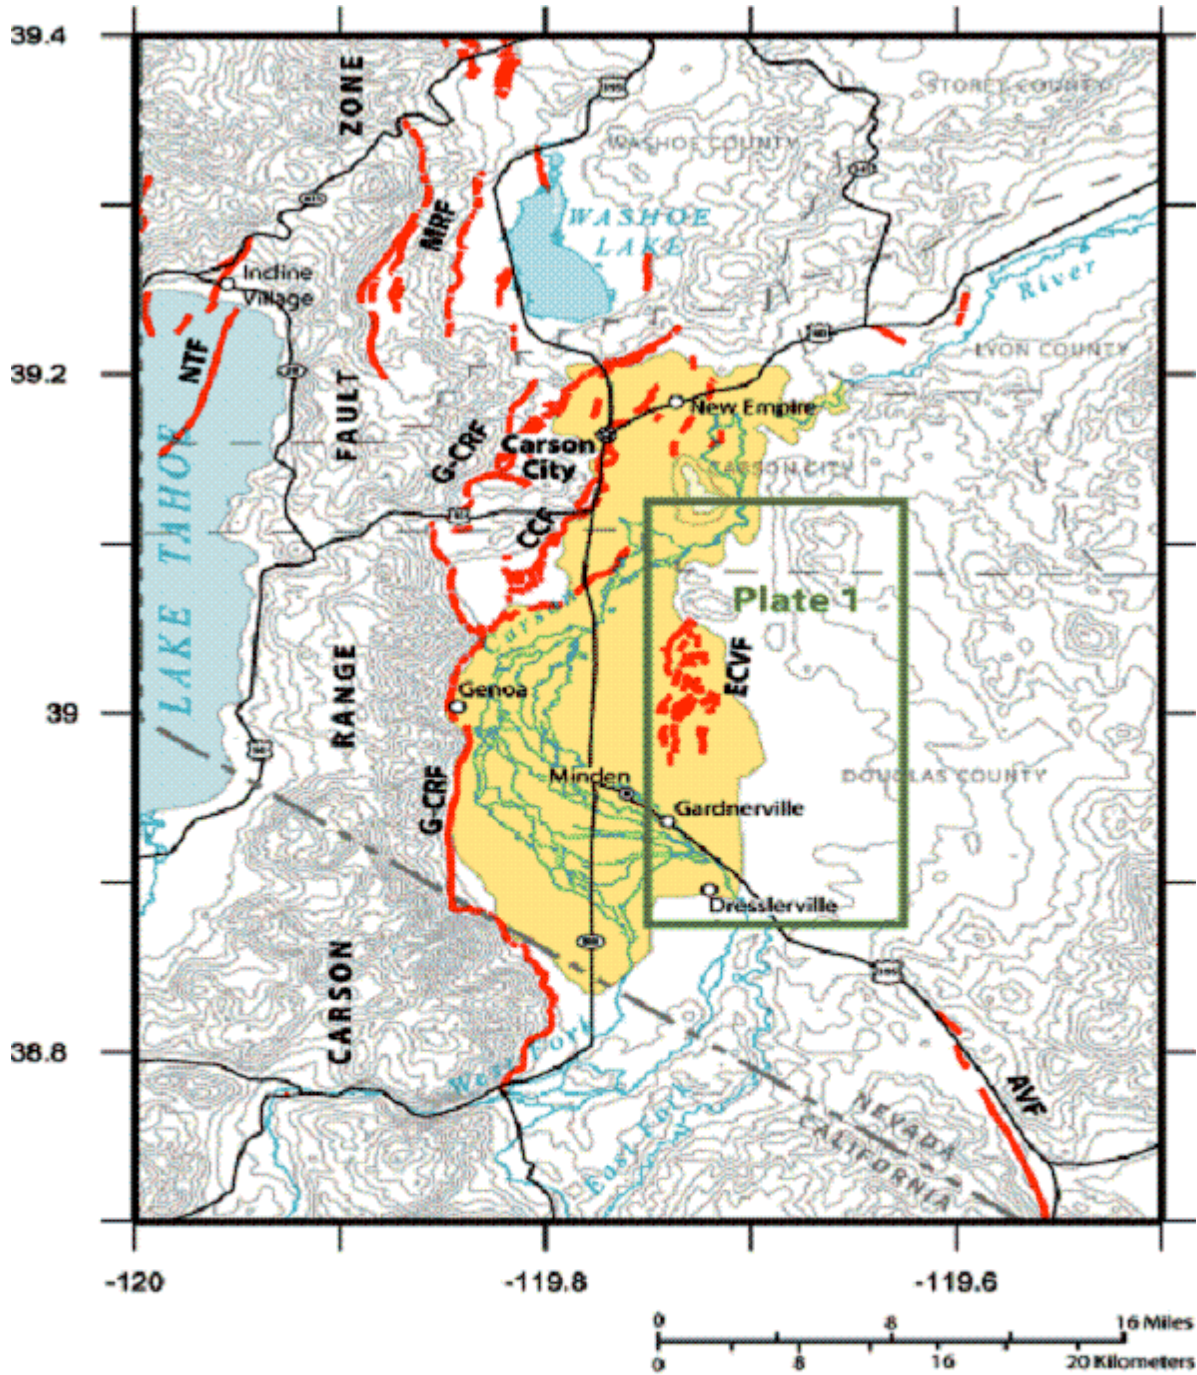 39.4
ZONE
STOREY COUNTY
WASHOE COUNTY
MRF
WASHOE
LAKE
Incline
Village
River
NTF
LYON COUNTY
39.2
FAULT
New Empire
G-CRF
Carson
City
CARSON CITY
CCF
LAKE TAHOE
Plate 1
Carson
RANGE
ECVF
Genoa
39
Minden
DOUGLAS COUNTY
G-CRF
Gardnerville
Dresslerville
CARSON
395
38.8
West Fork
East Fork
AVF
NEVADA
CALIFORNIA
-120
-119.8
-119.6
0 8 16 Miles
0 8 16 20 Kilometers